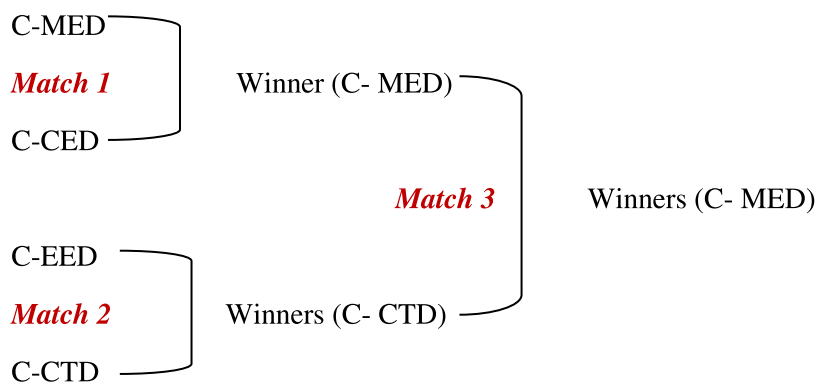 C-MED
Match 1 Winner (C- MED)
C-CED
Match 3 Winners (C- MED)
C-EED
Match 2 Winners (C- CTD)
C-CTD